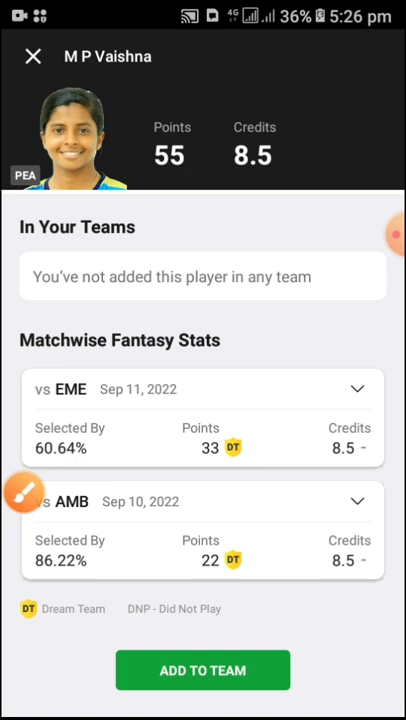 4G 36% 5:26 pm
M P Vaishna
Points Credits
55 8.5
PEA
In Your Teams
You've not added this player in any team
Matchwise Fantasy Stats
vs EME Sep 11, 2022
Selected By Points Credits
60.64% 33 DT 8.5 -
vs AMB Sep 10, 2022
Selected By Points Credits
86.22% 22 DT 8.5 -
DT Dream Team DNP - Did Not Play
ADD TO TEAM